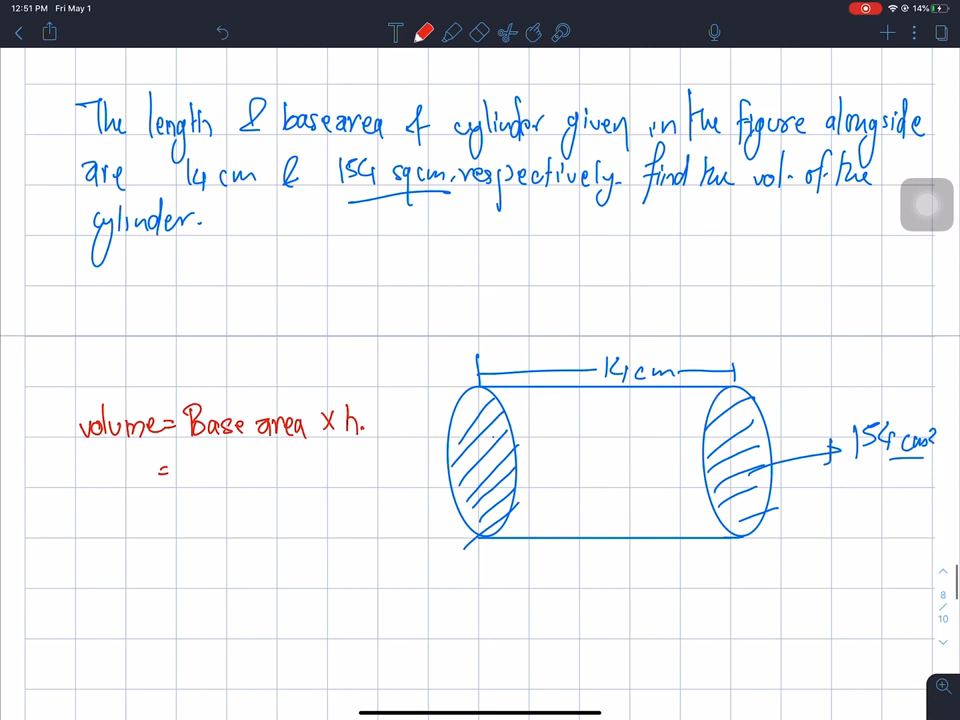 12:51 PM Fri May 1
14%
The length & base area of cylinder given in the figure alongside
are 14 cm & 154 sqcm. respectively. find the vol. of the
cylinder.
14 cm
volume = Base area × h.
=
154 cm²
8
/
10